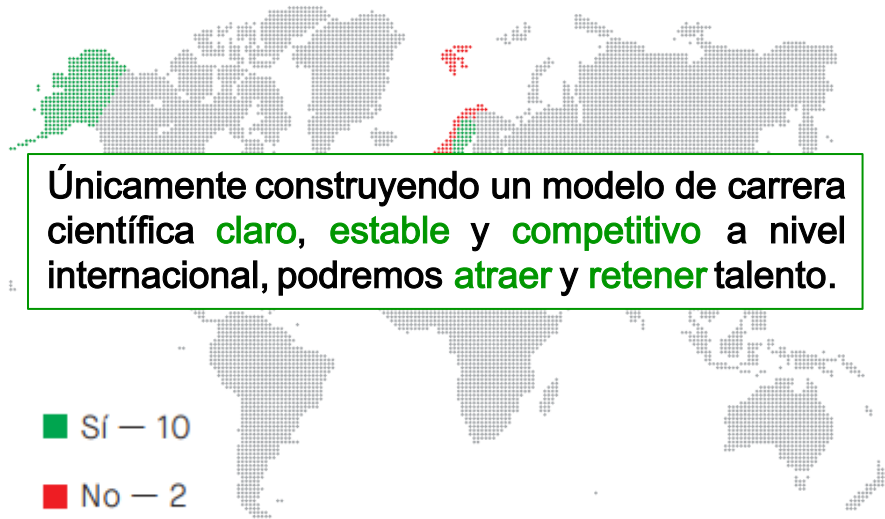 Únicamente construyendo un modelo de carrera
científica claro, estable y competitivo a nivel
internacional, podremos atraer y retener talento.
Sí — 10
No — 2